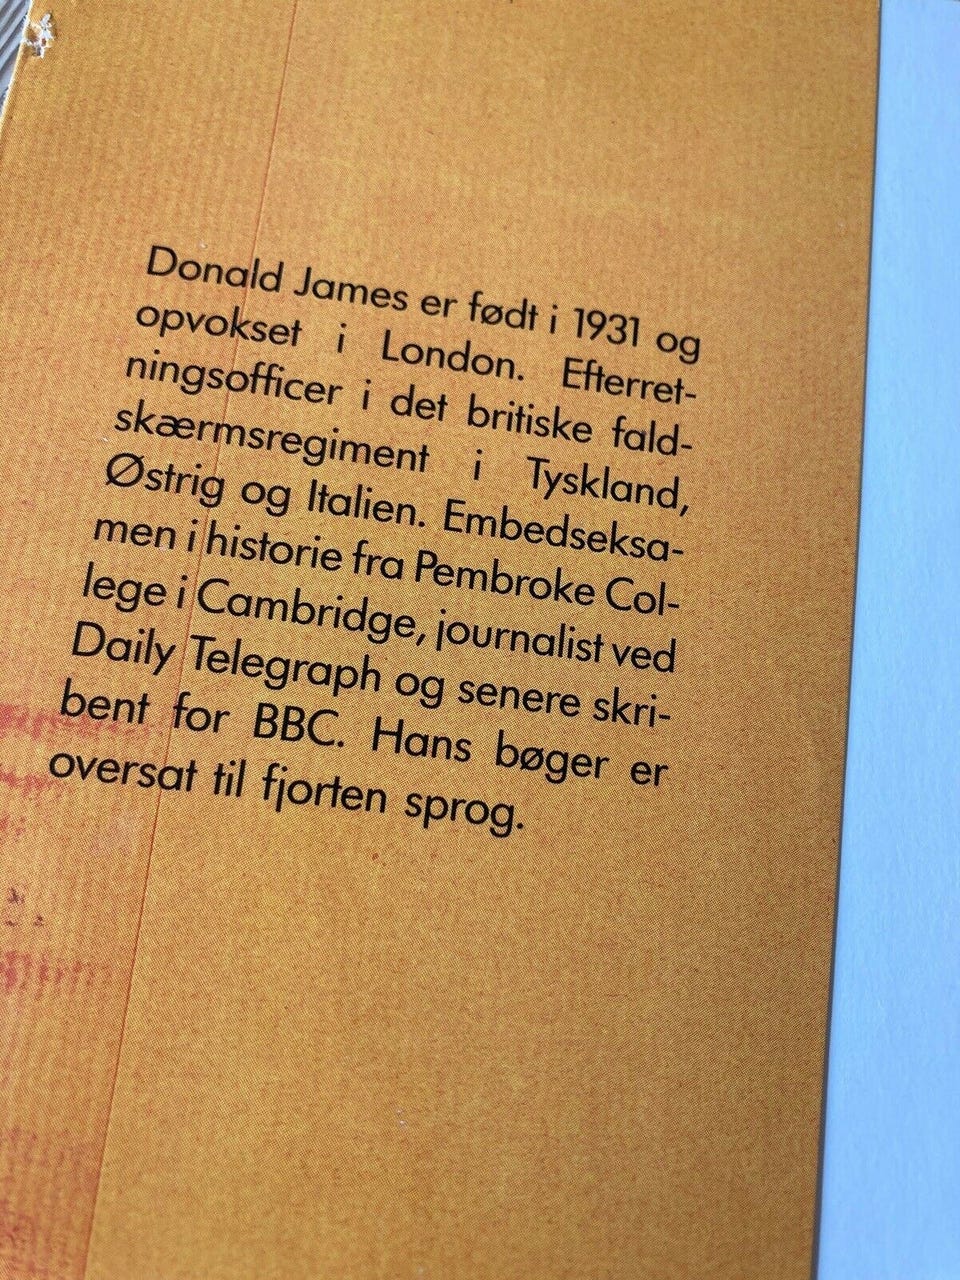 Donald James er født i 1931 og
opvokset i London. Efterret-
ningsofficer i det britiske fald-
skærmsregiment i Tyskland,
Østrig og Italien. Embedseksa-
men i historie fra Pembroke Col-
lege i Cambridge, journalist ved
Daily Telegraph og senere skri-
bent for BBC. Hans bøger er
oversat til fjorten sprog.